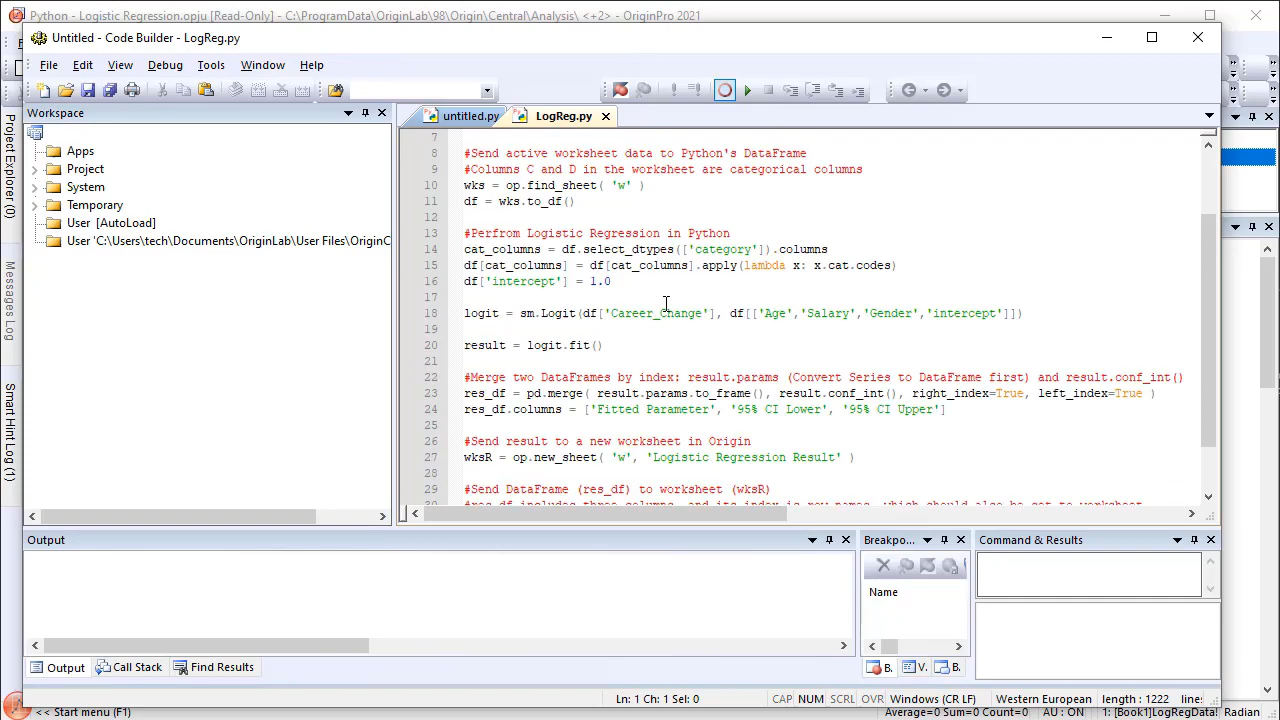 Python - Logistic Regression.opju [Read-Only] - C:\ProgramData\OriginLab\98\Origin\Central\Analysis\ <+2> - OriginPro 2021
Untitled - Code Builder - LogReg.py
File Edit View Debug Tools Window Help
Workspace
untitled.py
LogReg.py
Apps
Project
System
Temporary
User [AutoLoad]
User 'C:\Users\tech\Documents\OriginLab\User Files\OriginC
Project Explorer (0)
Messages Log
Smart Hint Log (1)
7
8 #Send active worksheet data to Python's DataFrame
9 #Columns C and D in the worksheet are categorical columns
10 wks = op.find_sheet( 'w' )
11 df = wks.to_df()
12
13 #Perfrom Logistic Regression in Python
14 cat_columns = df.select_dtypes(['category']).columns
15 df[cat_columns] = df[cat_columns].apply(lambda x: x.cat.codes)
16 df['intercept'] = 1.0
17
18 logit = sm.Logit(df['Career_Change'], df[['Age','Salary','Gender','intercept']])
19
20 result = logit.fit()
21
22 #Merge two DataFrames by index: result.params (Convert Series to DataFrame first) and result.conf_int()
23 res_df = pd.merge( result.params.to_frame(), result.conf_int(), right_index=True, left_index=True )
24 res_df.columns = ['Fitted Parameter', '95% CI Lower', '95% CI Upper']
25
26 #Send result to a new worksheet in Origin
27 wksR = op.new_sheet( 'w', 'Logistic Regression Result' )
28
29 #Send DataFrame (res_df) to worksheet (wksR)
Output
Breakpo...
Command & Results
Name
Output Call Stack Find Results
B. V. B.
Ln: 1 Ch: 1 Sel: 0 CAP NUM SCRL OVR Windows (CR LF) Western European length : 1222 lines
<< Start menu (F1) Average=0 Sum=0 Count=0 AU : ON 1: [Book1]LogRegData! Radian